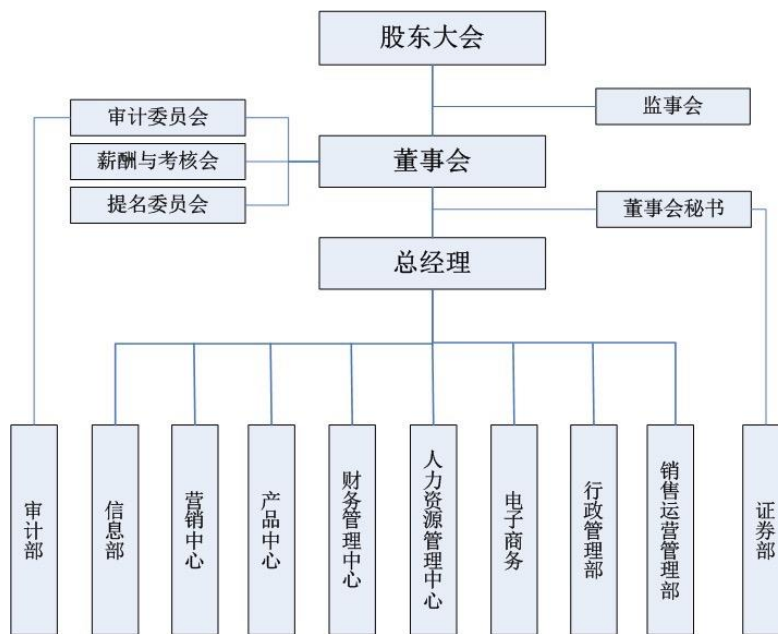 股东大会
监事会
审计委员会
薪酬与考核会
董事会
提名委员会
董事会秘书
总经理
审计部
信息部
营销中心
产品中心
财务管理中心
人力资源管理中心
电子商务
行政管理部
销售运营管理部
证券部